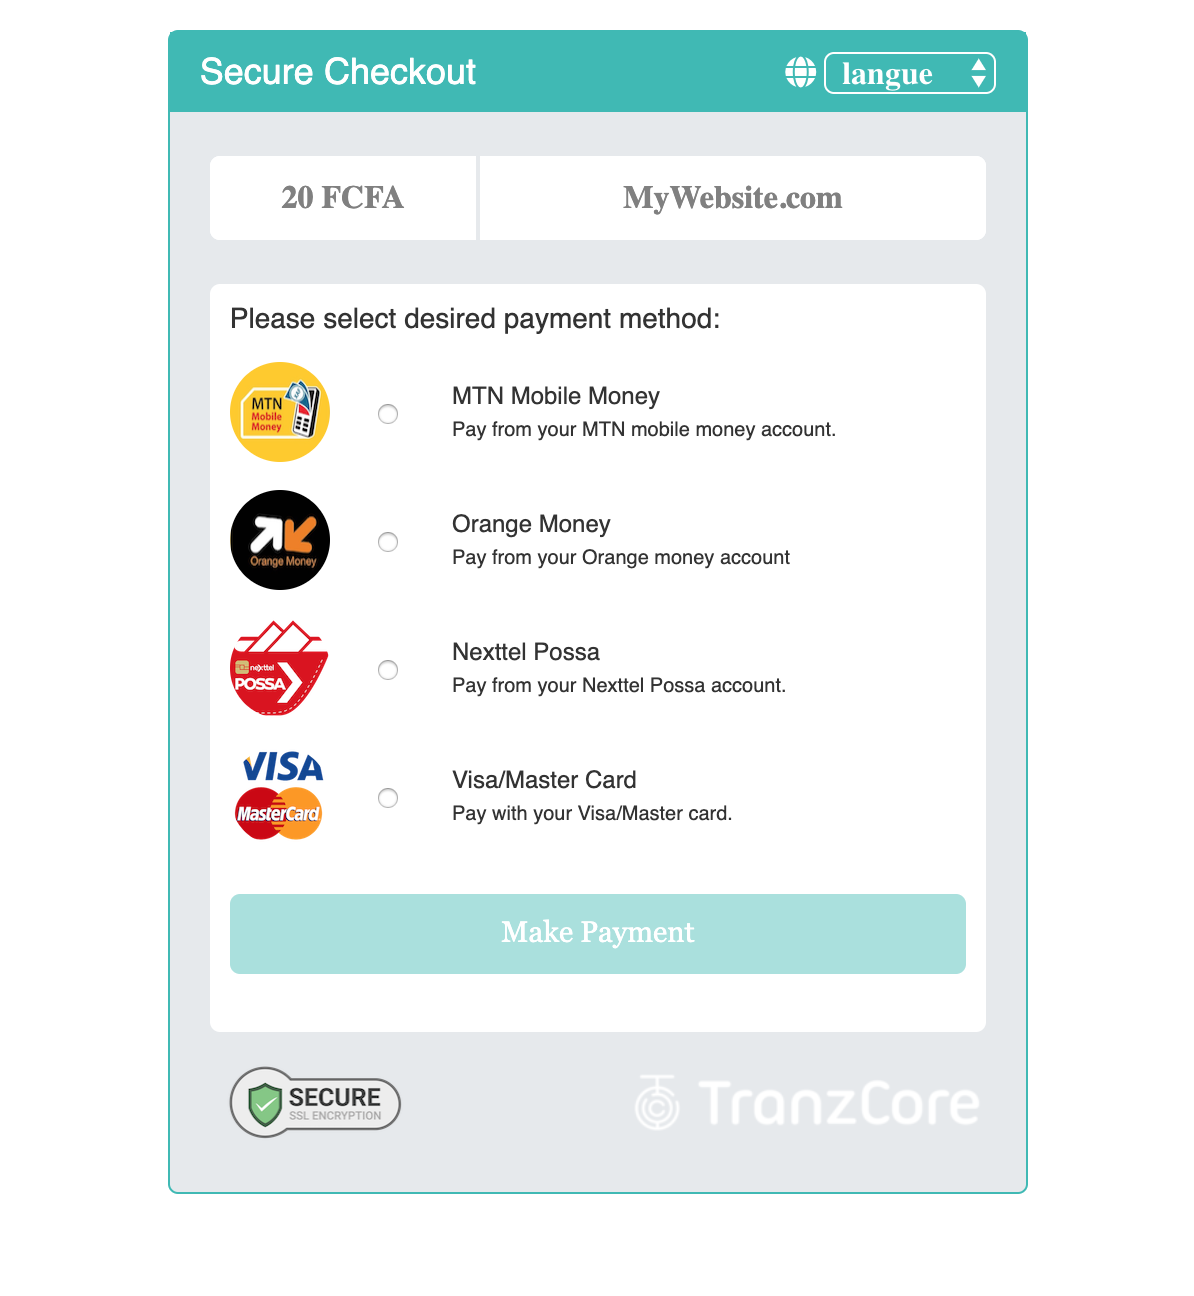 Secure Checkout
langue
20 FCFA
MyWebsite.com
Please select desired payment method:
MTN
Mobile
Money
MTN Mobile Money
Pay from your MTN mobile money account.
Orange Money
Orange Money
Pay from your Orange money account
nexttel
POSSA
Nexttel Possa
Pay from your Nexttel Possa account.
VISA
MasterCard
Visa/Master Card
Pay with your Visa/Master card.
Make Payment
SECURE
SSL ENCRYPTION
TranzCore